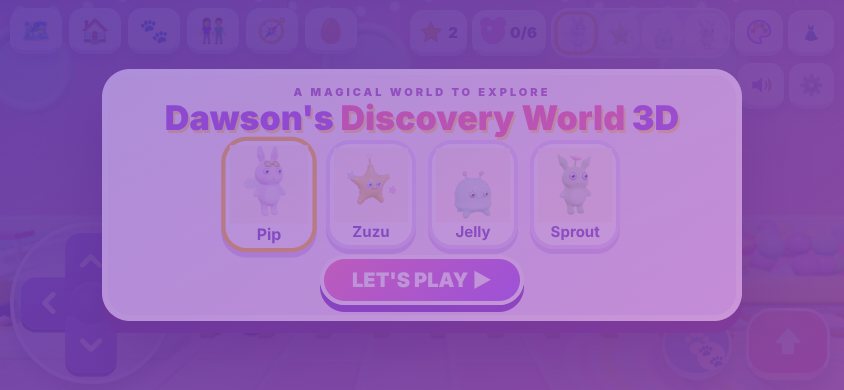 2
0/6
A MAGICAL WORLD TO EXPLORE
Dawson's Discovery World 3D
Pip
Zuzu
Jelly
Sprout
LET'S PLAY ▶